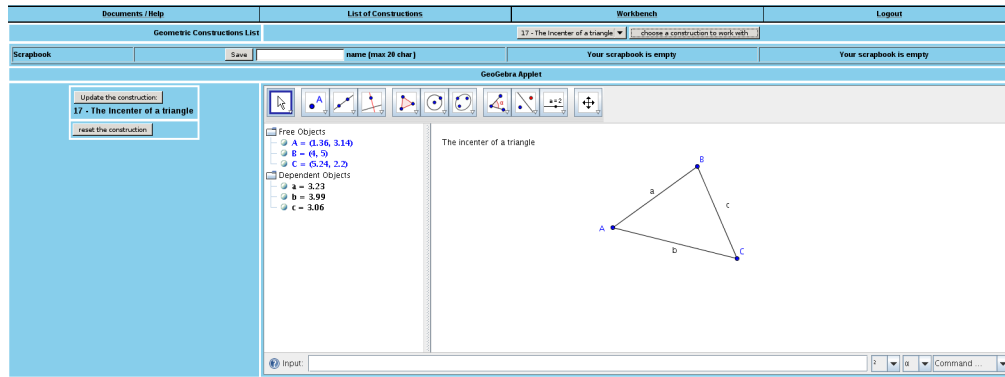 Documents / Help List of Constructions Workbench Logout
Geometric Constructions List 17 - The Incenter of a triangle choose a construction to work with
Scrapbook Save name (max 20 char) Your scrapbook is empty Your scrapbook is empty
GeoGebra Applet
Update the construction:
17 - The Incenter of a triangle
reset the construction
A
α
a=2
Free Objects
A = (1.36, 3.14)
B = (4, 5)
C = (5.24, 2.2)
Dependent Objects
a = 3.23
b = 3.99
c = 3.06
The incenter of a triangle
B
a
c
A
b
C
Input: ² α Command ...